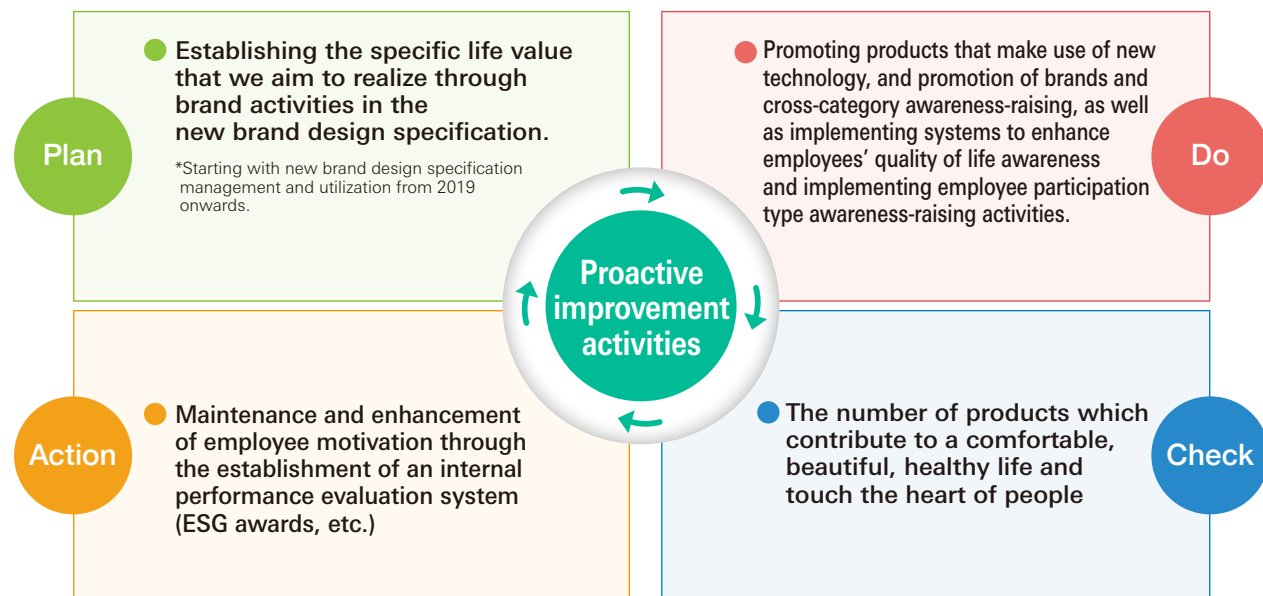 Plan
Establishing the specific life value
that we aim to realize through
brand activities in the
new brand design specification.
*Starting with new brand design specification
management and utilization from 2019
onwards.
Do
Promoting products that make use of new
technology, and promotion of brands and
cross-category awareness-raising, as well
as implementing systems to enhance
employees’ quality of life awareness
and implementing employee participation
type awareness-raising activities.
Proactive
improvement
activities
Action
Maintenance and enhancement
of employee motivation through
the establishment of an internal
performance evaluation system
(ESG awards, etc.)
Check
The number of products which
contribute to a comfortable,
beautiful, healthy life and
touch the heart of people